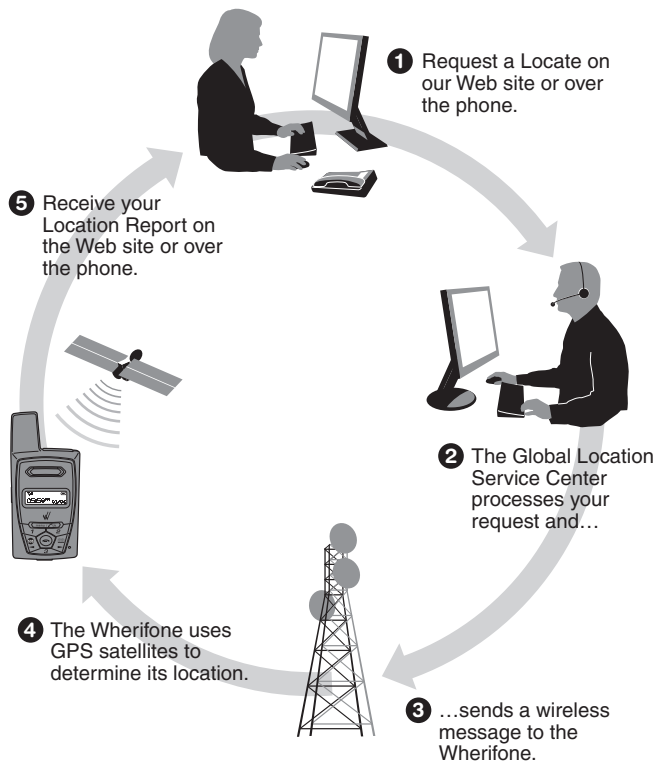 1 Request a Locate on
our Web site or over
the phone.
2 The Global Location
Service Center
processes your
request and…
3 …sends a wireless
message to the
Wherifone.
4 The Wherifone uses
GPS satellites to
determine its location.
5 Receive your
Location Report on
the Web site or over
the phone.